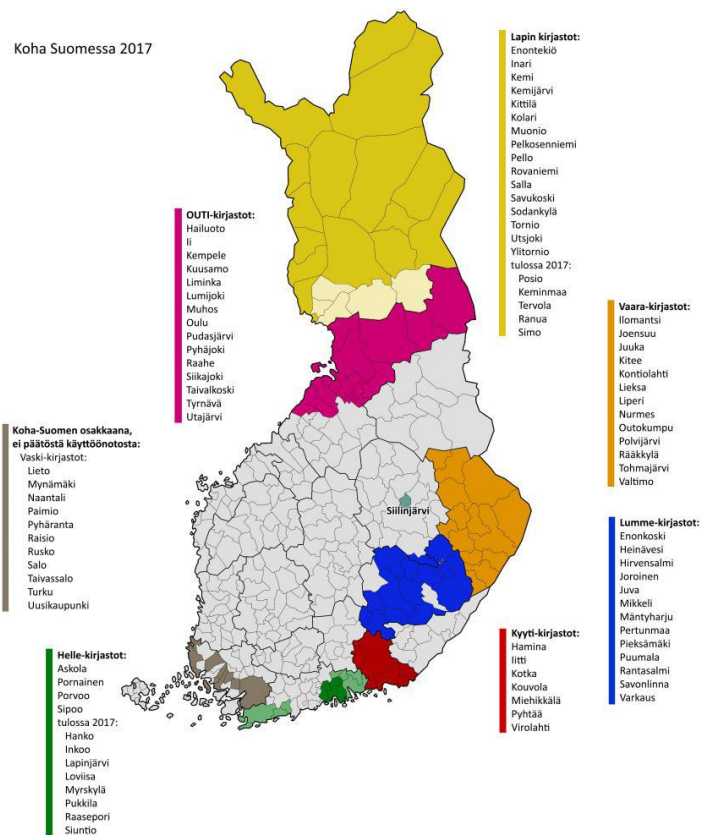 Koha Suomessa 2017
Lapin kirjastot:
Enontekiö
Inari
Kemi
Kemijärvi
Kittilä
Kolari
Muonio
Pelkosenniemi
Pello
Rovaniemi
Salla
Savukoski
Sodankylä
Tornio
Utsjoki
Ylitornio
tulossa 2017:
Posio
Keminmaa
Tervola
Ranua
Simo
OUTI-kirjastot:
Hailuoto
Ii
Kempele
Kuusamo
Liminka
Lumijoki
Muhos
Oulu
Pudasjärvi
Pyhäjoki
Raahe
Siikajoki
Taivalkoski
Tyrnävä
Utajärvi
Vaara-kirjastot:
Ilomantsi
Joensuu
Juuka
Kitee
Kontiolahti
Lieksa
Liperi
Nurmes
Outokumpu
Polvijärvi
Rääkkylä
Tohmajärvi
Valtimo
Koha-Suomen osakkaana,
ei päätöstä käyttöönotosta:
Vaski-kirjastot:
Lieto
Mynämäki
Naantali
Paimio
Pyhäranta
Raisio
Rusko
Salo
Taivassalo
Turku
Uusikaupunki
Siilinjärvi
Lumme-kirjastot:
Enonkoski
Heinävesi
Hirvensalmi
Joroinen
Juva
Mikkeli
Mäntyharju
Pertunmaa
Pieksämäki
Puumala
Rantasalmi
Savonlinna
Varkaus
Kyyti-kirjastot:
Hamina
Iitti
Kotka
Kouvola
Miehikkälä
Pyhtää
Virolahti
Helle-kirjastot:
Askola
Pornainen
Porvoo
Sipoo
tulossa 2017:
Hanko
Inkoo
Lapinjärvi
Loviisa
Myrskylä
Pukkila
Raasepori
Siuntio